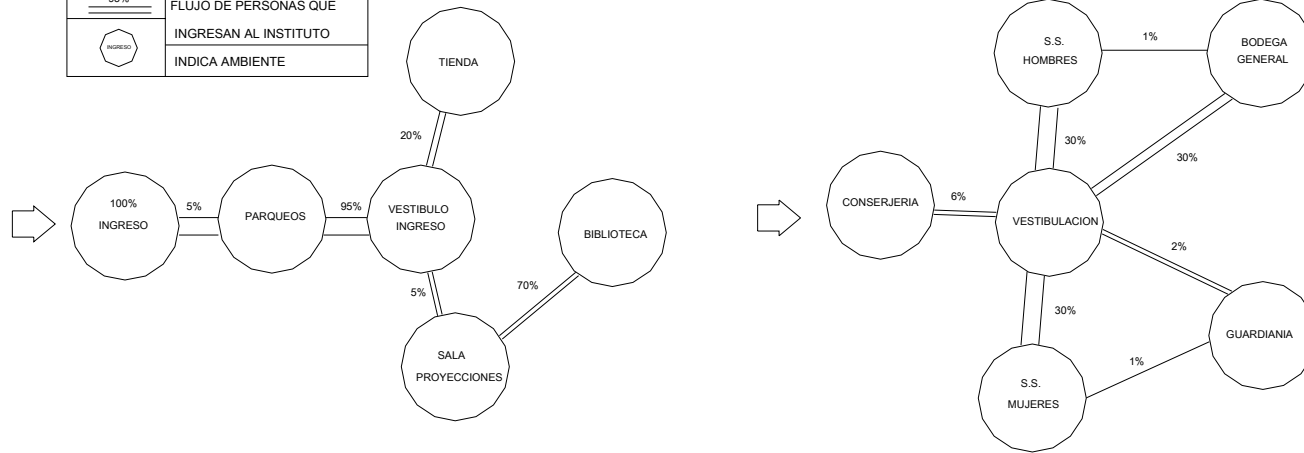 FLUJO DE PERSONAS QUE
INGRESAN AL INSTITUTO
INGRESO
INDICA AMBIENTE
TIENDA
20%
100%
INGRESO
5%
PARQUEOS
95%
VESTIBULO
INGRESO
BIBLIOTECA
5%
70%
SALA
PROYECCIONES
S.S.
HOMBRES
1%
BODEGA
GENERAL
30%
30%
CONSERJERIA
6%
VESTIBULACION
2%
30%
GUARDIANIA
1%
S.S.
MUJERES